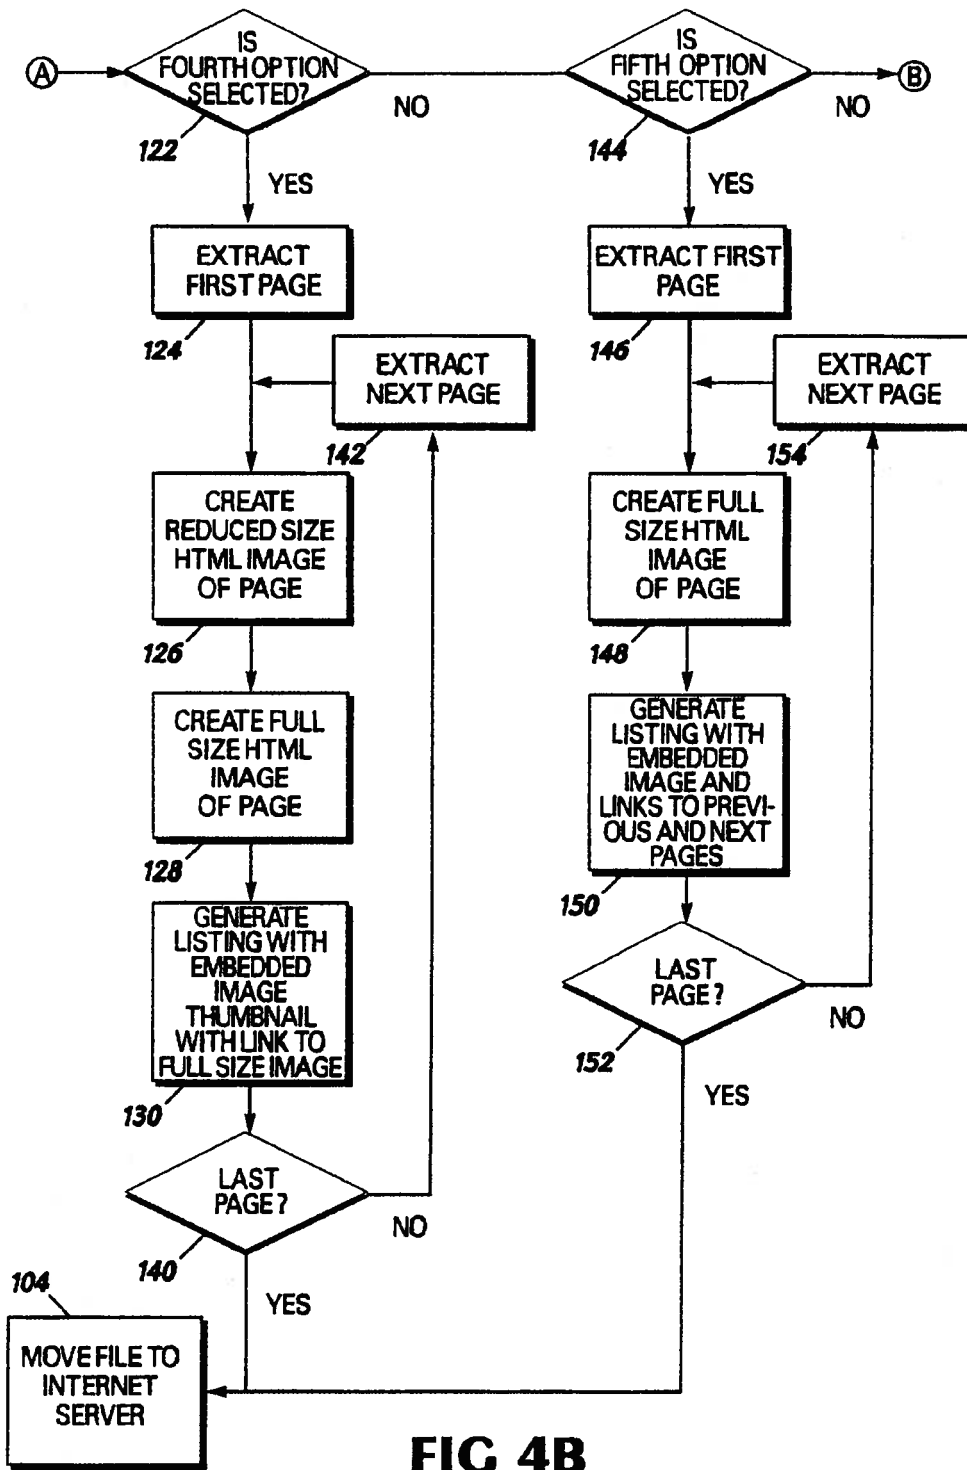 A
IS
FOURTH OPTION
SELECTED?
NO
122
YES
IS
FIFTH OPTION
SELECTED?
NO
B
144
YES
EXTRACT
FIRST PAGE
124
EXTRACT
NEXT PAGE
142
CREATE
REDUCED SIZE
HTML IMAGE
OF PAGE
126
CREATE FULL
SIZE HTML
IMAGE
OF PAGE
128
GENERATE
LISTING WITH
EMBEDDED
IMAGE
THUMBNAIL
WITH LINK TO
FULL SIZE IMAGE
130
LAST
PAGE?
NO
140
YES
EXTRACT FIRST
PAGE
146
EXTRACT
NEXT PAGE
154
CREATE FULL
SIZE HTML
IMAGE
OF PAGE
148
GENERATE
LISTING WITH
EMBEDDED
IMAGE AND
LINKS TO PREVI-
OUS AND NEXT
PAGES
150
LAST
PAGE?
NO
152
YES
104
MOVE FILE TO
INTERNET
SERVER
FIG 4B